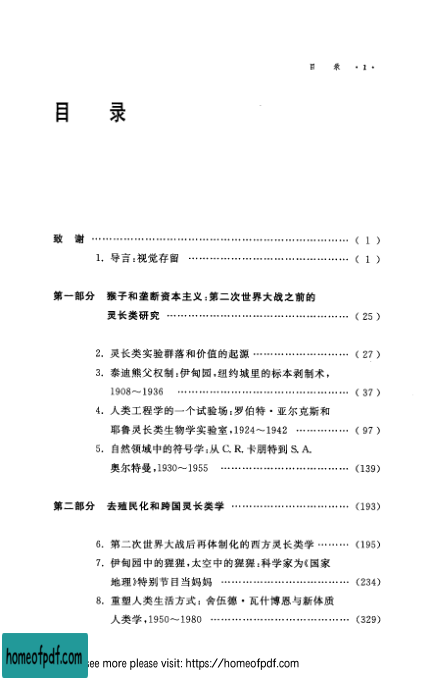 目 录 · 1 ·
目 录
致 谢 …………………………………………………………… ( 1 )
1. 导言:视觉存留 …………………………………… ( 1 )
第一部分 猴子和垄断资本主义:第二次世界大战之前的
灵长类研究 ………………………………………… ( 25 )
2. 灵长类实验群落和价值的起源 …………………… ( 27 )
3. 泰迪熊父权制:伊甸园,纽约城里的标本剥制术,
1908～1936 ……………………………………… ( 37 )
4. 人类工程学的一个试验场:罗伯特·亚尔克斯和
耶鲁灵长类生物学实验室,1924～1942 ………… ( 97 )
5. 自然领域中的符号学:从 C. R. 卡朋特到 S. A.
奥尔特曼,1930～1955 …………………………… (139)
第二部分 去殖民化和跨国灵长类学 ………………………… (193)
6. 第二次世界大战后再体制化的西方灵长类学 ……… (195)
7. 伊甸园中的猩猩,太空中的猩猩:科学家为《国家
地理》特别节目当妈妈 …………………………… (234)
8. 重塑人类生活方式: 舍伍德·瓦什博恩与新体质
人类学,1950～1980 ……………………………… (329)
homeofpdf.com
see more please visit: https://homeofpdf.com